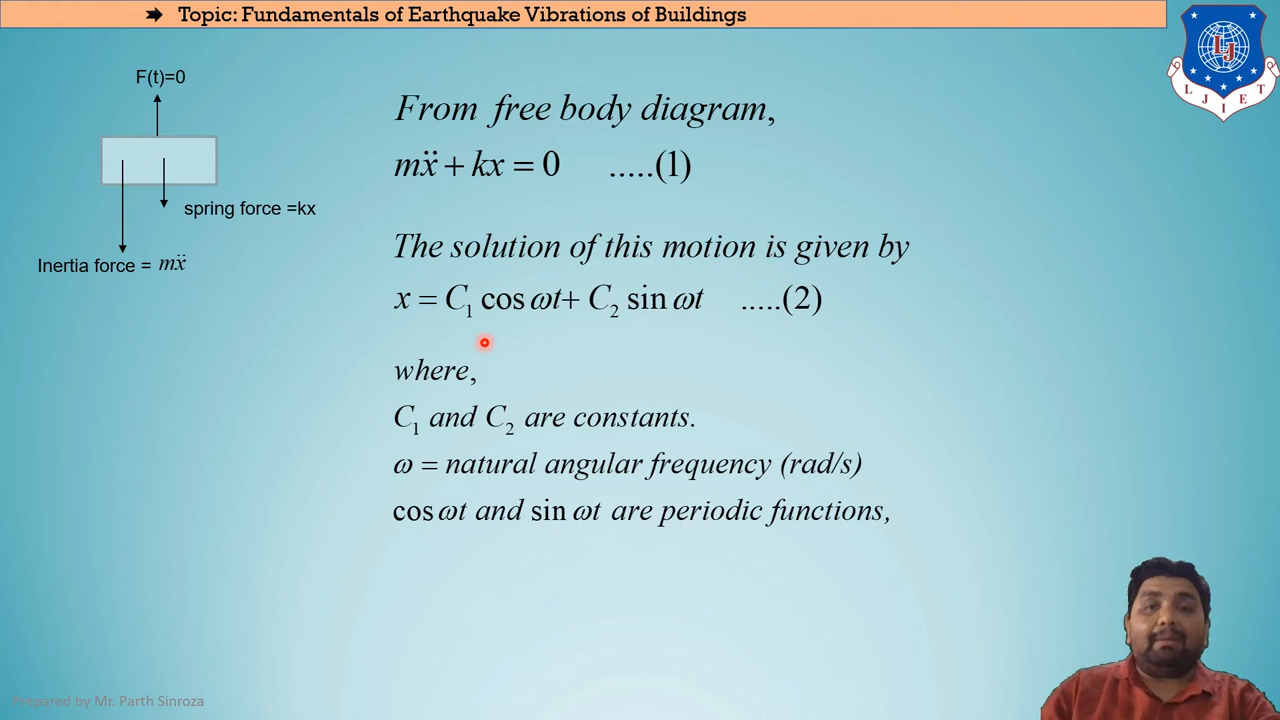 ➨ Topic: Fundamentals of Earthquake Vibrations of Buildings
LJ
L J I E T
F(t)=0
spring force =kx
Inertia force = mẍ
From free body diagram,
mẍ + kx = 0 .....(1)
The solution of this motion is given by
x = C₁ cos ωt+ C₂ sin ωt .....(2)
where,
C₁ and C₂ are constants.
ω = natural angular frequency (rad/s)
cos ωt and sin ωt are periodic functions,
Prepared by Mr. Parth Sinroza